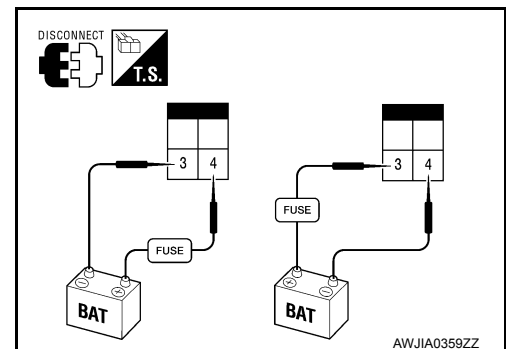 DISCONNECT
T.S.
3 4
3 4
FUSE
FUSE
− +
+ −
BAT
BAT
AWJIA0359ZZ